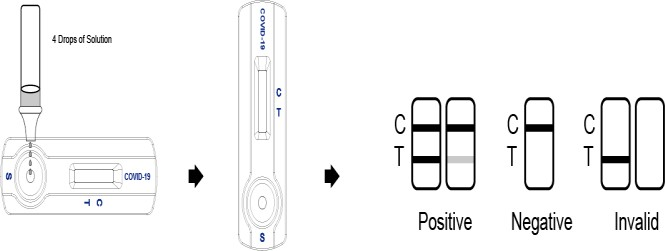 4 Drops of Solution
S
C
T
COVID-19
COVID-19
C
T
S
C
T
Positive
Negative
C
T
Invalid